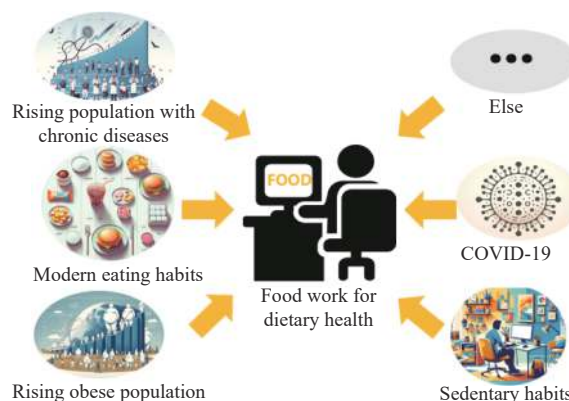 Rising population with
chronic diseases
Else
FOOD
Modern eating habits
COVID-19
Food work for
dietary health
Rising obese population
Sedentary habits